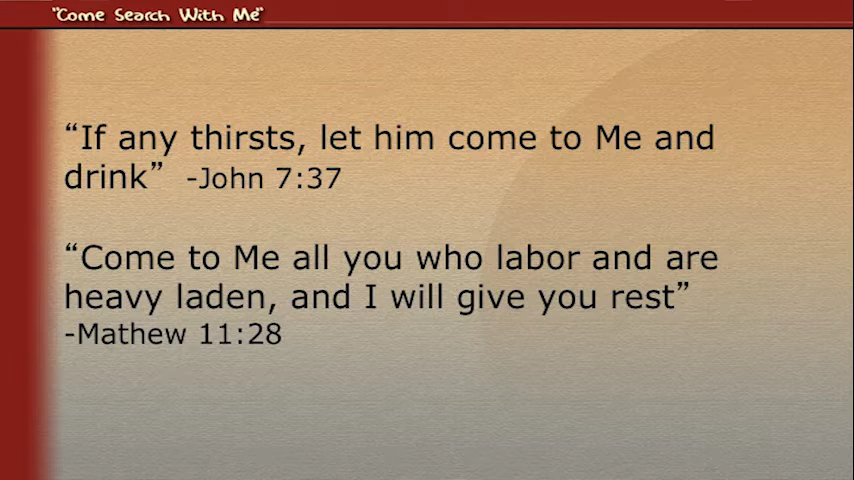 "Come Search With Me"
“If any thirsts, let him come to Me and
drink” -John 7:37
“Come to Me all you who labor and are
heavy laden, and I will give you rest”
-Mathew 11:28